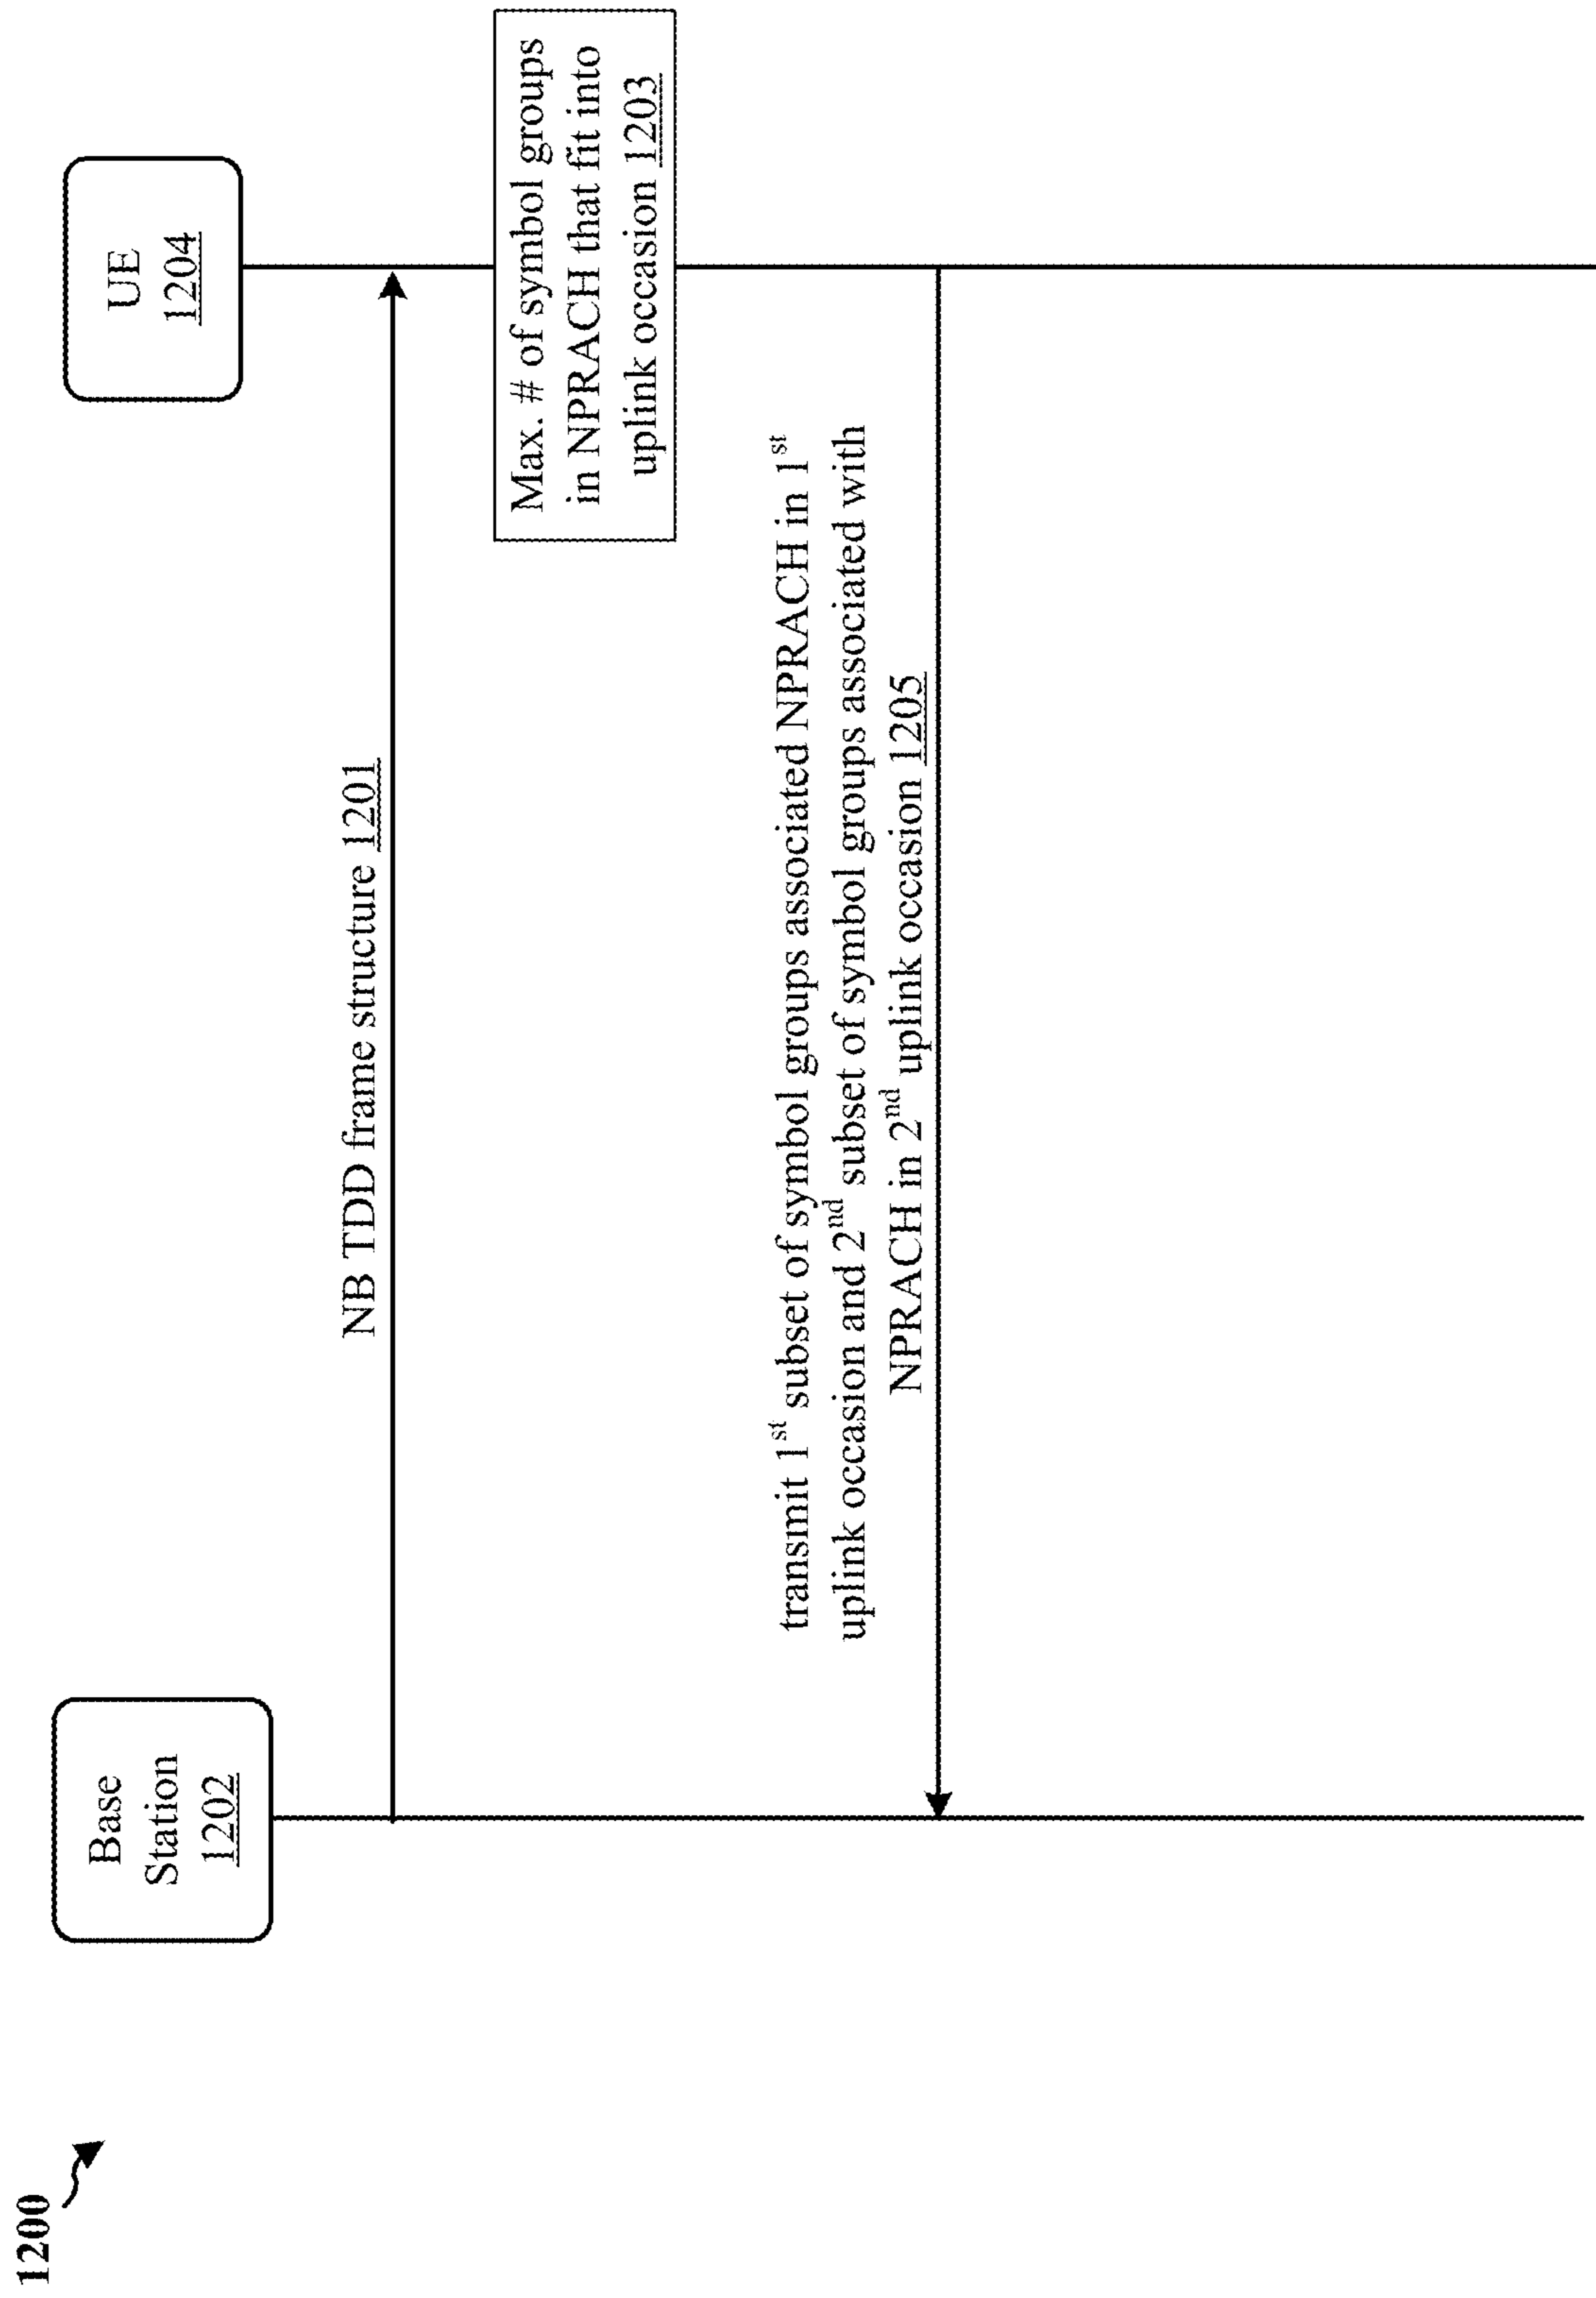 1200
Base
Station
1202
UE
1204
NB TDD frame structure 1201
Max. # of symbol groups
in NPRACH that fit into
uplink occasion 1203
transmit 1st subset of symbol groups associated NPRACH in 1st
uplink occasion and 2nd subset of symbol groups associated with
NPRACH in 2nd uplink occasion 1205